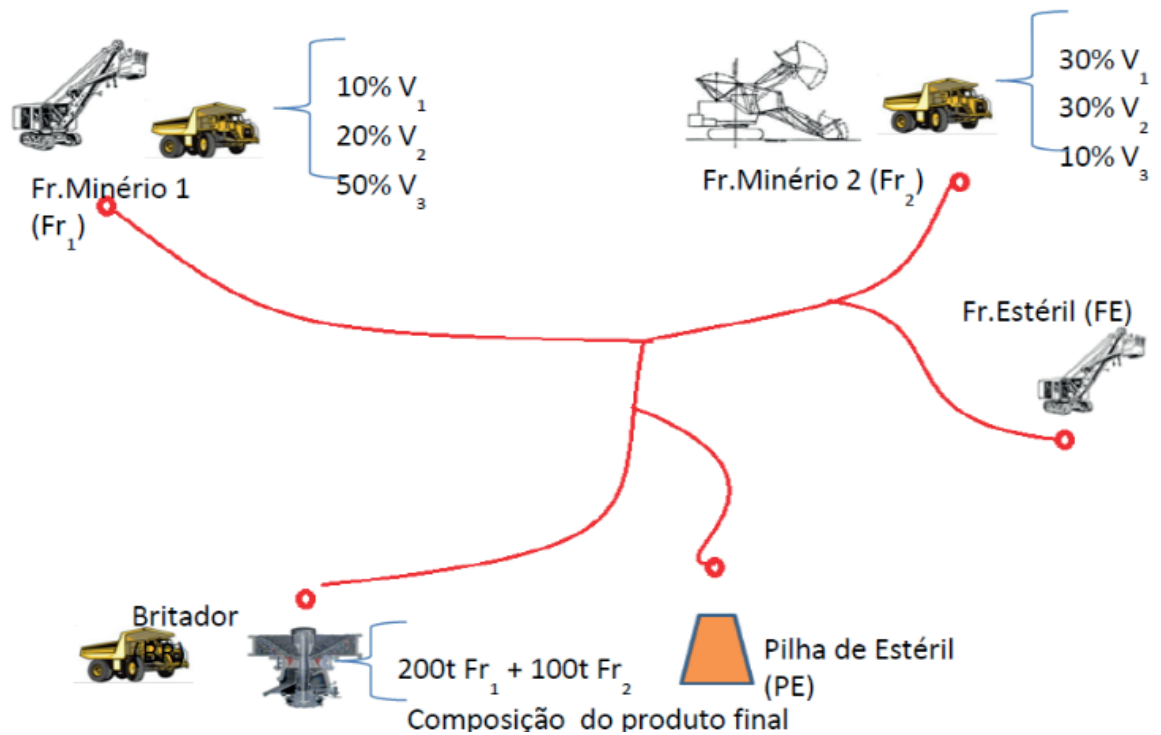 10% V₁
20% V₂
50% V₃
Fr.Minério 1
(Fr₁)
30% V₁
30% V₂
10% V₃
Fr.Minério 2 (Fr₂)
Fr.Estéril (FE)
Britador
(BR)
200t Fr₁ + 100t Fr₂
Composição do produto final
Pilha de Estéril
(PE)